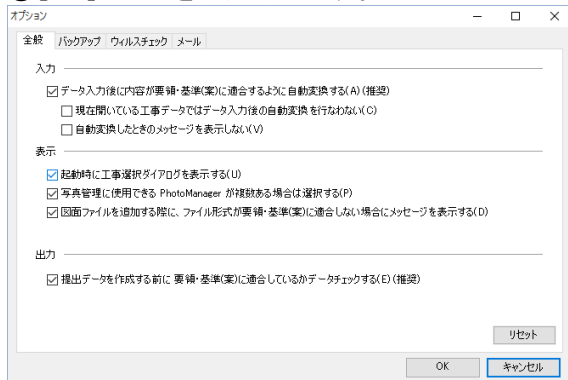 オプション
全般 バックアップ ウィルスチェック メール
入力
データ入力後に内容が要領・基準(案)に適合するように自動変換する(A) (推奨)
現在開いている工事データではデータ入力後の自動変換を行なわない(C)
自動変換したときのメッセージを表示しない(V)
表示
起動時に工事選択ダイアログを表示する(U)
写真管理に使用できる PhotoManager が複数ある場合は選択する(P)
図面ファイルを追加する際に、ファイル形式が要領・基準(案)に適合しない場合にメッセージを表示する(D)
出力
提出データを作成する前に 要領・基準(案)に適合しているかデータチェックする(E) (推奨)
リセット
OK キャンセル